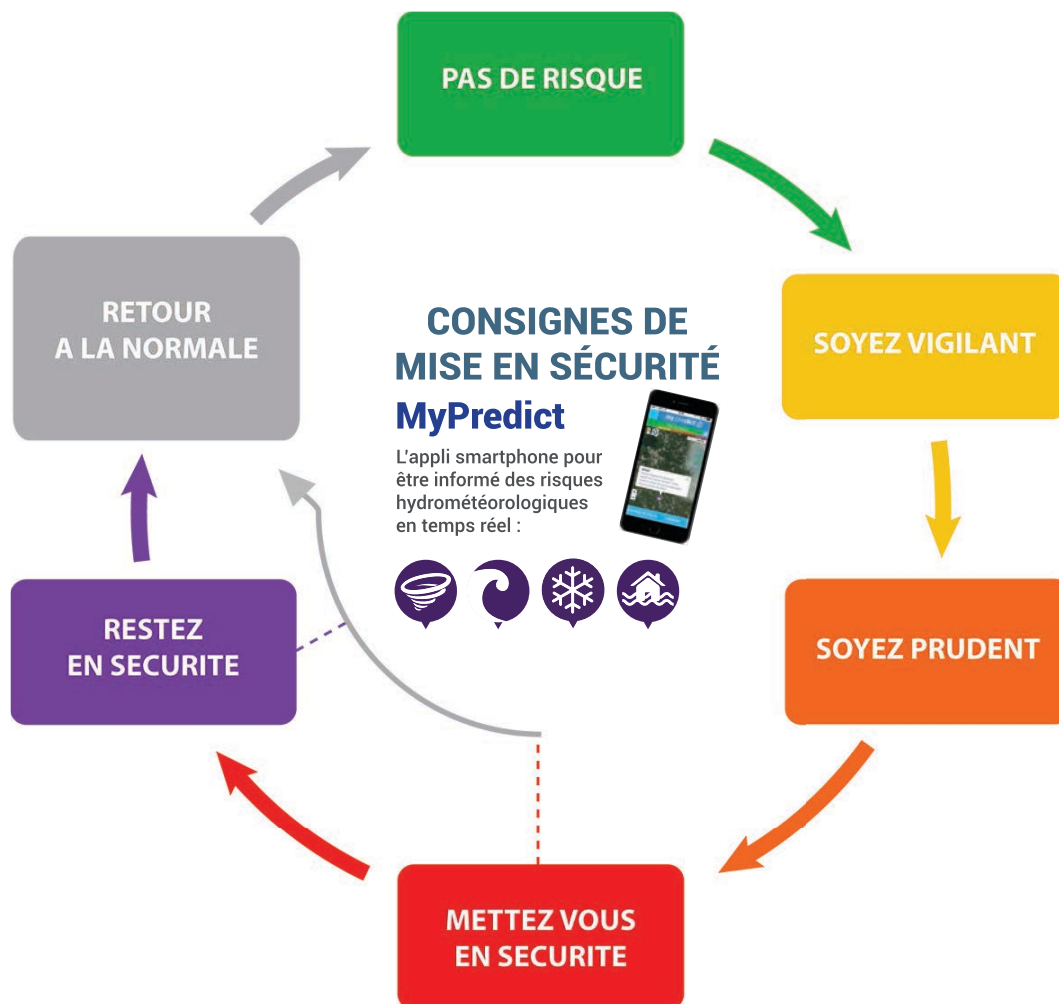 PAS DE RISQUE
RETOUR
A LA NORMALE
SOYEZ VIGILANT
CONSIGNES DE
MISE EN SÉCURITÉ
MyPredict
L'appli smartphone pour
être informé des risques
hydrométéorologiques
en temps réel :
RESTEZ
EN SECURITE
SOYEZ PRUDENT
METTEZ VOUS
EN SECURITE